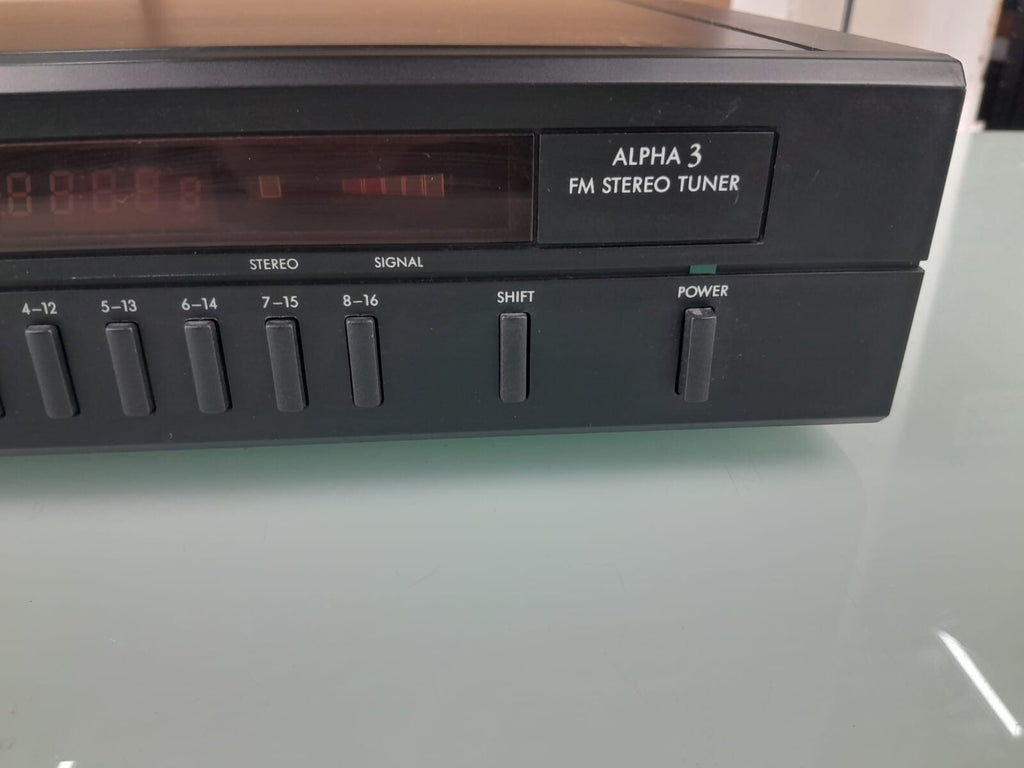 ALPHA 3
FM STEREO TUNER
STEREO SIGNAL
4–12 5–13 6–14 7–15 8–16 SHIFT POWER